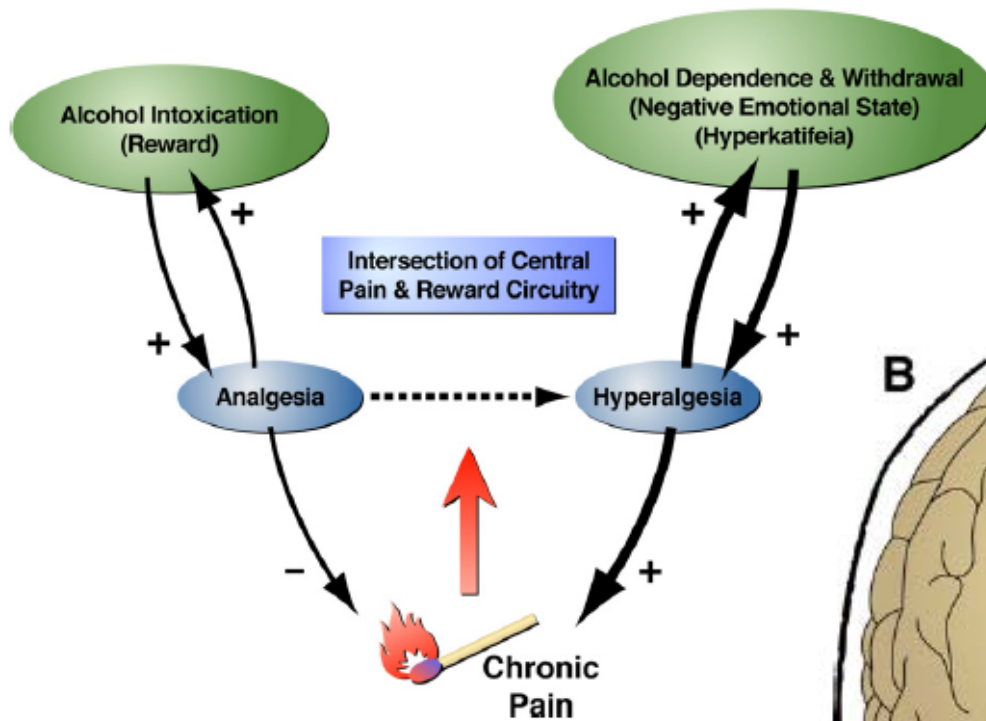 Alcohol Intoxication
(Reward)
Alcohol Dependence & Withdrawal
(Negative Emotional State)
(Hyperkatifeia)
+
+
Intersection of Central
Pain & Reward Circuitry
+
+
Analgesia
Hyperalgesia
B
−
+
Chronic
Pain